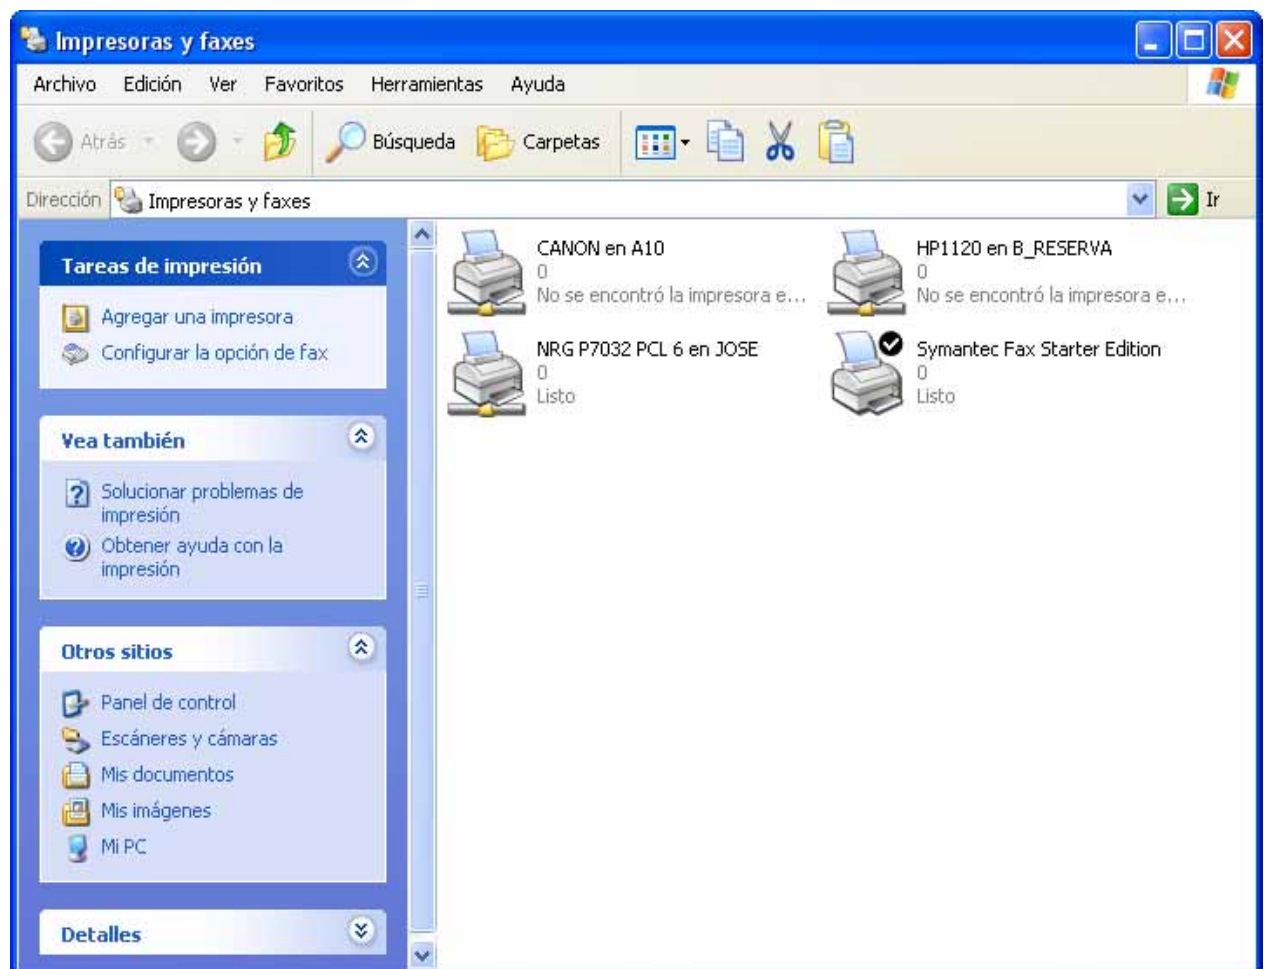 Impresoras y faxes
Archivo Edición Ver Favoritos Herramientas Ayuda
Atrás Búsqueda Carpetas
Dirección Impresoras y faxes Ir
Tareas de impresión
Agregar una impresora
Configurar la opción de fax
Vea también
Solucionar problemas de
impresión
Obtener ayuda con la
impresión
Otros sitios
Panel de control
Escáneres y cámaras
Mis documentos
Mis imágenes
Mi PC
Detalles
CANON en A10
0
No se encontró la impresora e...
HP1120 en B_RESERVA
0
No se encontró la impresora e...
NRG P7032 PCL 6 en JOSE
0
Listo
Symantec Fax Starter Edition
0
Listo